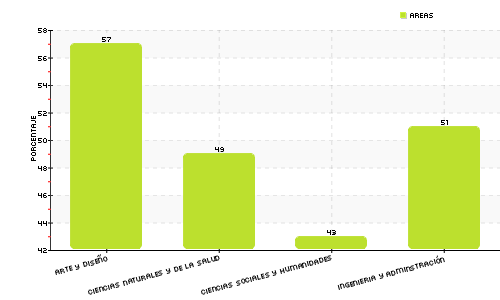 AREAS
58
56
54
52
50
48
46
44
42
PORCENTAJE
57
49
43
51
ARTE y DISEÑO
CIENCIAS NATURALES y DE LA SALUD
CIENCIAS SOCIALES y HUMANIDADES
INGENIERIA y ADMINSTRACIÓN